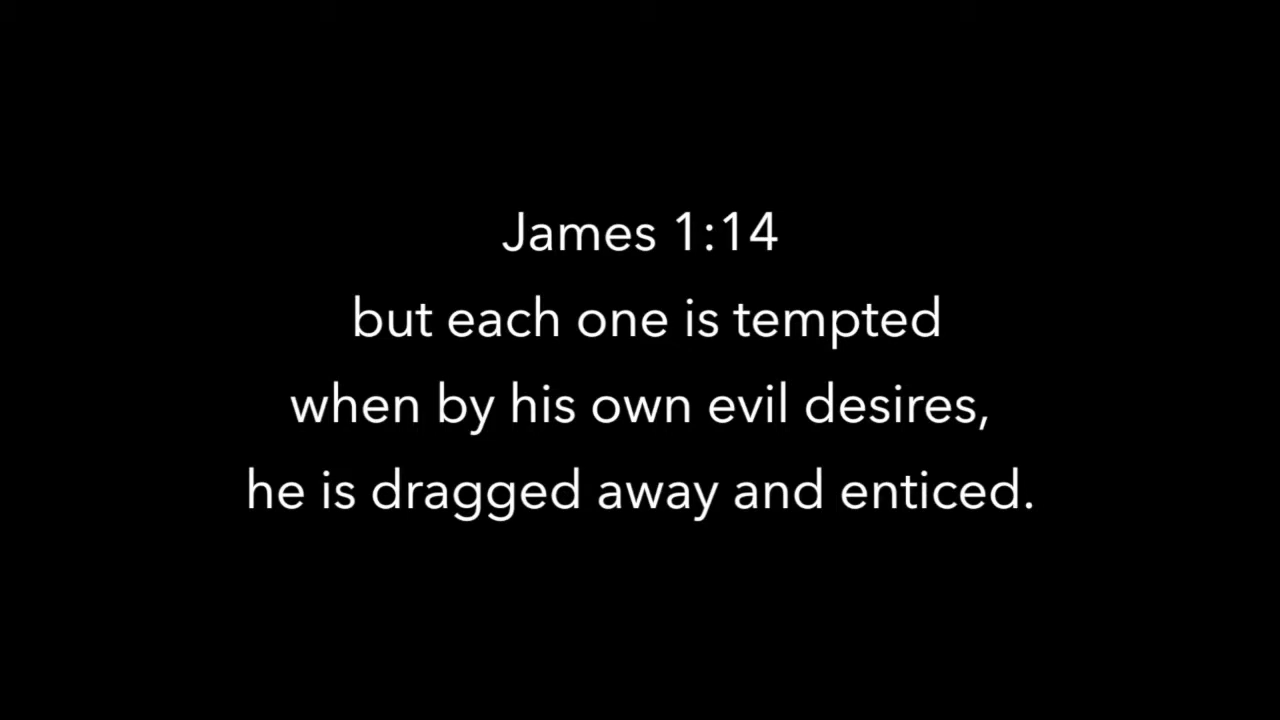 James 1:14
but each one is tempted
when by his own evil desires,
he is dragged away and enticed.